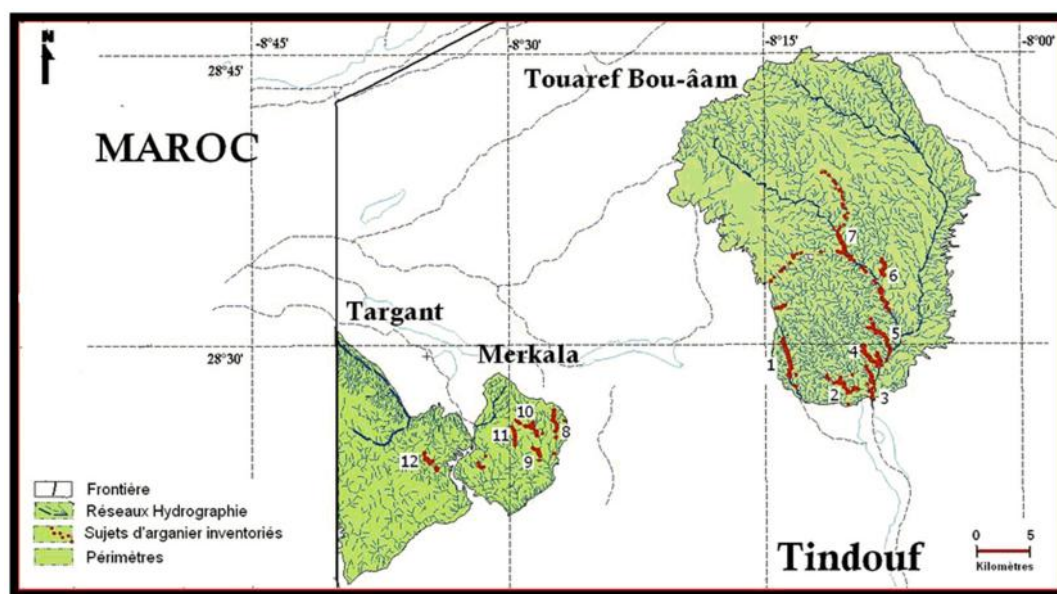 N
-8°45'
-8°30'
-8°15'
-8°00'
28°45'
Touaref Bou-âam
MAROC
7
6
Targant
5
28°30'
Merkala
4
1
2
3
10
8
11
12
9
Frontière
Réseaux Hydrographie
Sujets d'arganier inventoriés
Périmètres
Tindouf
0 5
Kilomètres